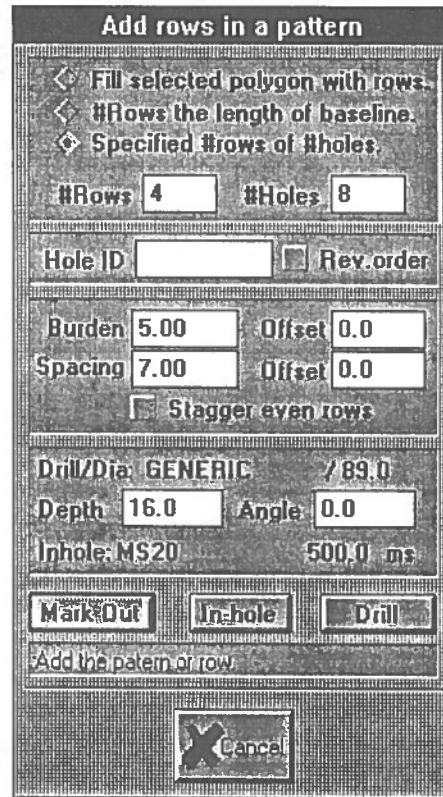 Add rows in a pattern
Fill selected polygon with rows.
#Rows the length of baseline.
Specified #rows of #holes.
#Rows 4 #Holes 8
Hole ID Rev.order
Burden 5.00 Offset 0.0
Spacing 7.00 Offset 0.0
Stagger even rows
Drill/Dia: GENERIC / 89.0
Depth 16.0 Angle 0.0
Inhole: MS20 500.0 ms
Mark Out In-hole Drill
Add the patern or row.
Cancel